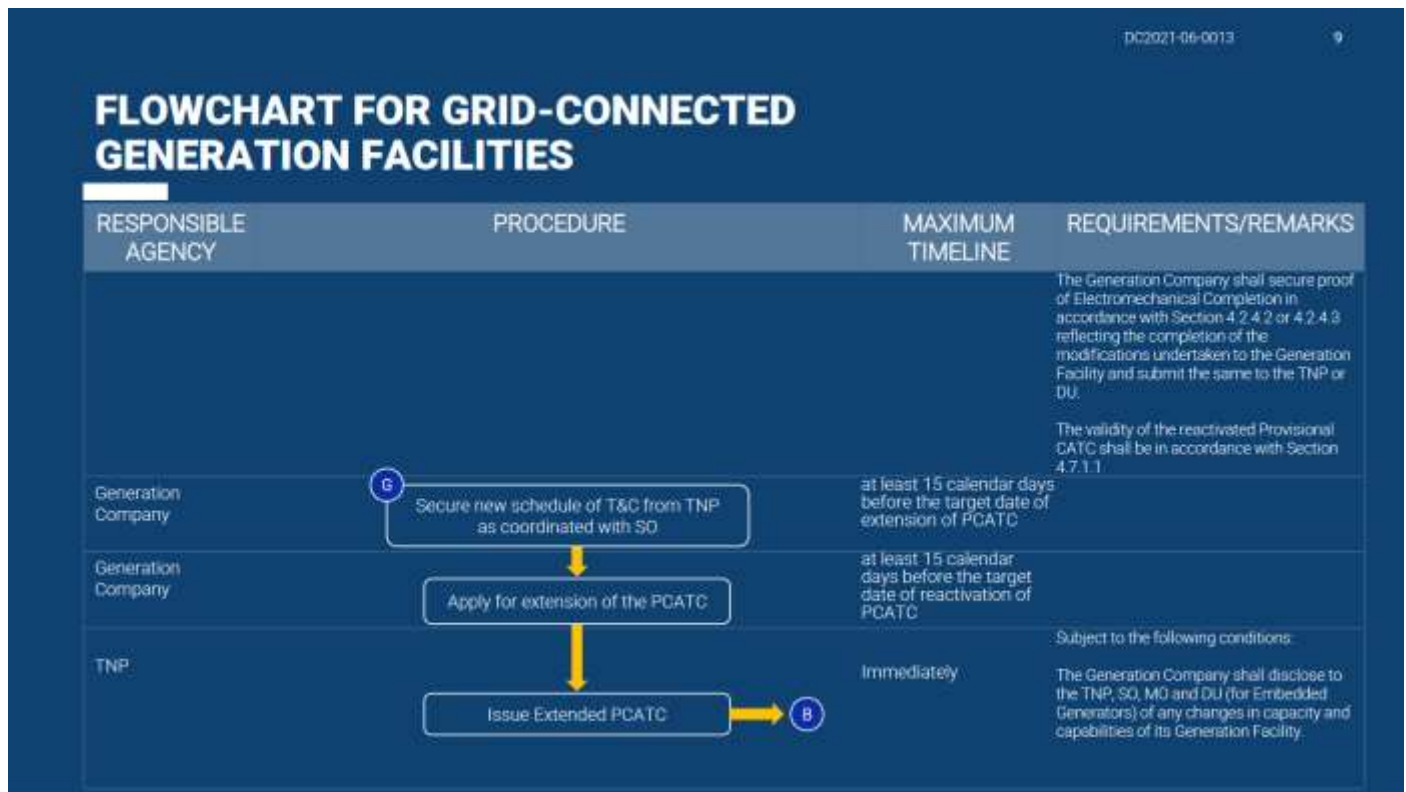 DC2021-06-0013 9
FLOWCHART FOR GRID-CONNECTED
GENERATION FACILITIES
RESPONSIBLE
AGENCY
PROCEDURE
MAXIMUM
TIMELINE
REQUIREMENTS/REMARKS
The Generation Company shall secure proof
of Electromechanical Completion in
accordance with Section 4.2.4.2 or 4.2.4.3
reflecting the completion of the
modifications undertaken to the Generation
Facility and submit the same to the TNP or
DU.
The validity of the reactivated Provisional
CATC shall be in accordance with Section
4.7.1.1
Generation
Company
G
Secure new schedule of T&C from TNP
as coordinated with SO
at least 15 calendar days
before the target date of
extension of PCATC
Generation
Company
Apply for extension of the PCATC
at least 15 calendar
days before the target
date of reactivation of
PCATC
TNP
Issue Extended PCATC
B
Immediately
Subject to the following conditions:
The Generation Company shall disclose to
the TNP, SO, MO and DU (for Embedded
Generators) of any changes in capacity and
capabilities of its Generation Facility.